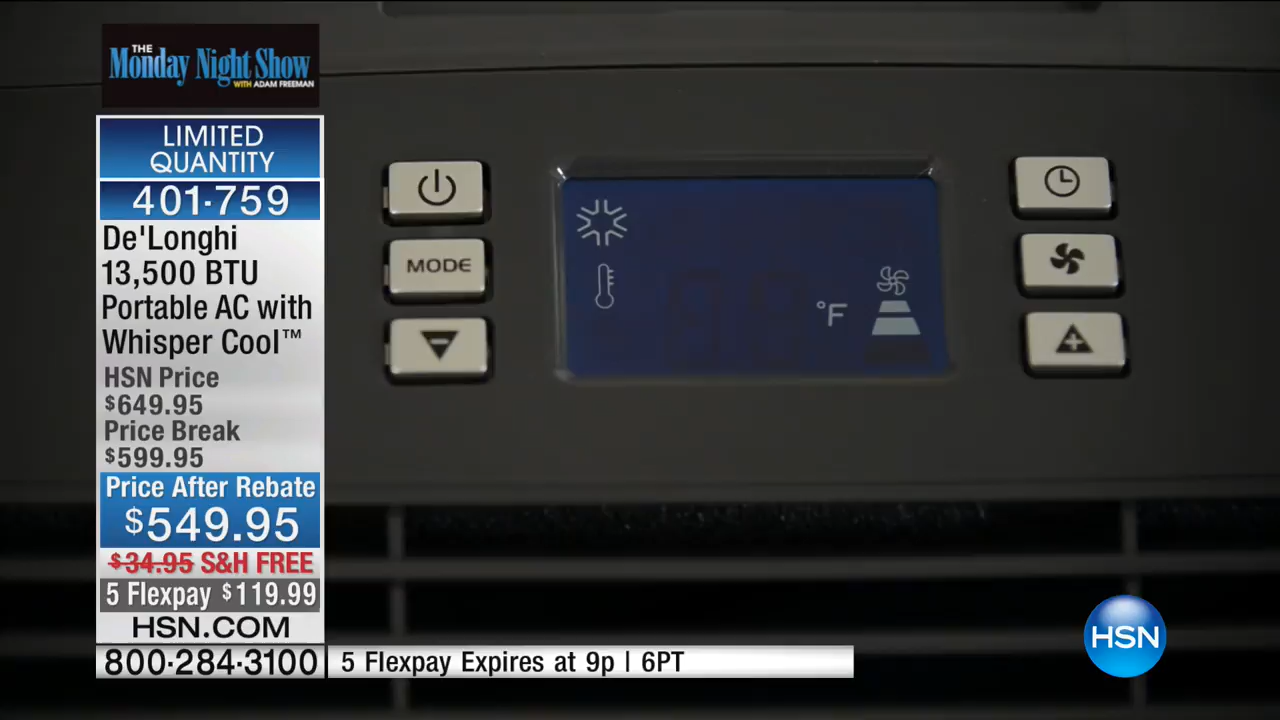 THE
Monday Night Show
WITH ADAM FREEMAN
LIMITED
QUANTITY
401·759
De'Longhi
13,500 BTU
Portable AC with
Whisper Cool™
HSN Price
$649.95
Price Break
$599.95
Price After Rebate
$549.95
$34.95 S&H FREE
5 Flexpay $119.99
HSN.COM
800·284·3100
5 Flexpay Expires at 9p | 6PT
MODE
°F
HSN